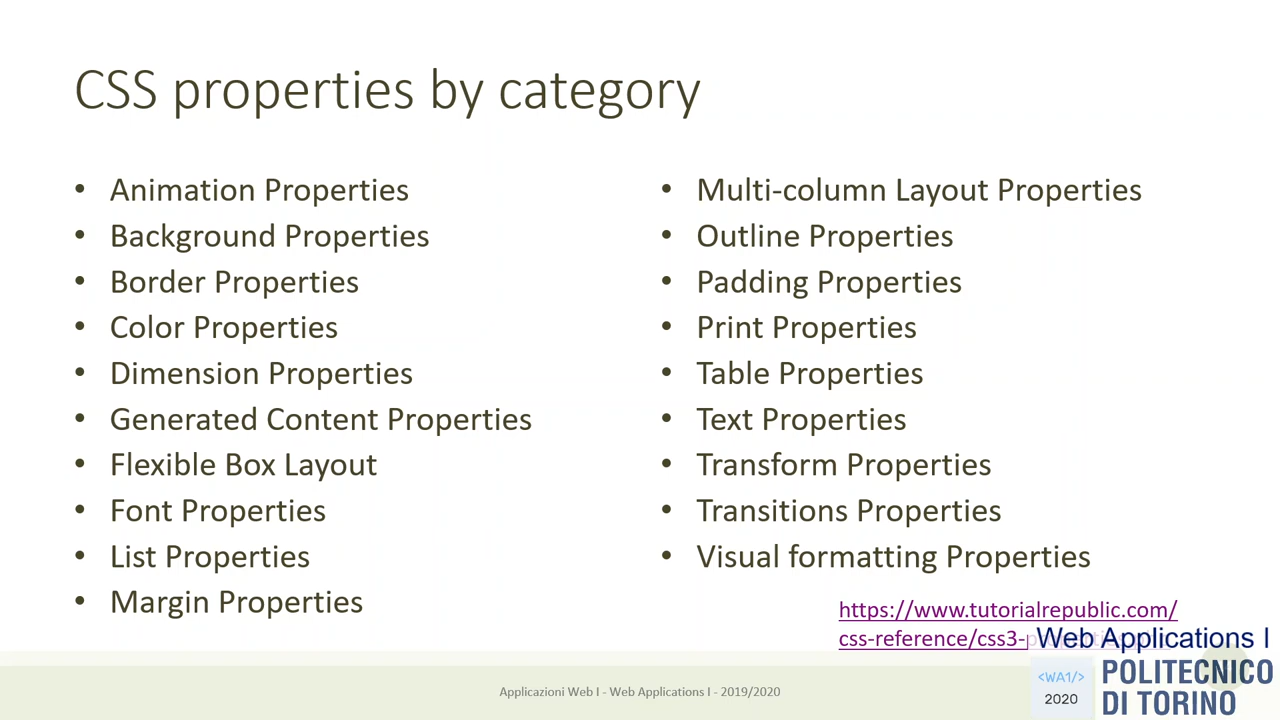 CSS properties by category
• Animation Properties
• Background Properties
• Border Properties
• Color Properties
• Dimension Properties
• Generated Content Properties
• Flexible Box Layout
• Font Properties
• List Properties
• Margin Properties
• Multi-column Layout Properties
• Outline Properties
• Padding Properties
• Print Properties
• Table Properties
• Text Properties
• Transform Properties
• Transitions Properties
• Visual formatting Properties
https://www.tutorialrepublic.com/
css-reference/css3-
Web Applications I
<WA1/>
2020
POLITECNICO
DI TORINO
Applicazioni Web I - Web Applications I - 2019/2020